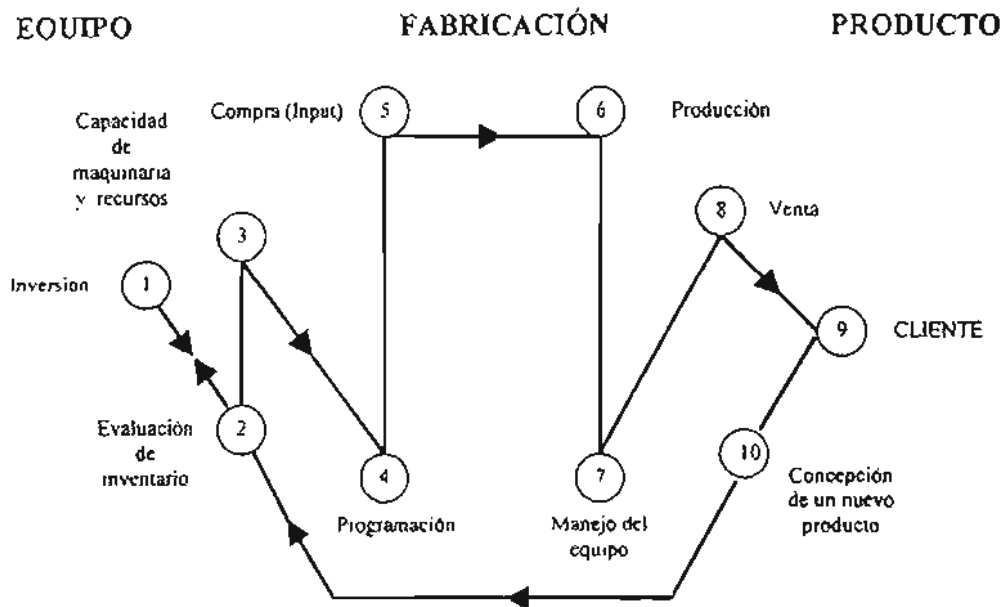 EQUIPO
FABRICACIÓN
PRODUCTO
Capacidad
de
maquinaria
y recursos
Compra (Input)
5
6
Producción
3
8
Venta
Inversion
1
9
CLIENTE
Evaluación
de
inventario
2
4
Programación
7
Manejo del
equipo
10
Concepción
de un nuevo
producto